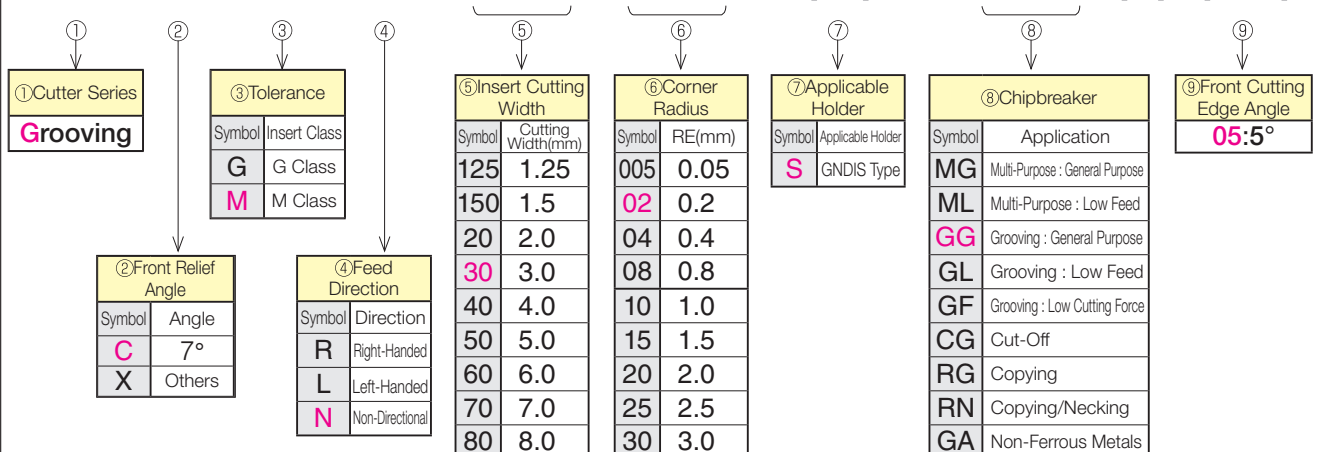 ① ② ③ ④ ⑤ ⑥ ⑦ ⑧ ⑨
①Cutter Series
Grooving
②Front Relief
Angle
Symbol Angle
C 7°
X Others
③Tolerance
Symbol Insert Class
G G Class
M M Class
④Feed
Direction
Symbol Direction
R Right-Handed
L Left-Handed
N Non-Directional
⑤Insert Cutting
Width
Symbol Cutting
Width(mm)
125 1.25
150 1.5
20 2.0
30 3.0
40 4.0
50 5.0
60 6.0
70 7.0
80 8.0
⑥Corner
Radius
Symbol RE(mm)
005 0.05
02 0.2
04 0.4
08 0.8
10 1.0
15 1.5
20 2.0
25 2.5
30 3.0
⑦Applicable
Holder
Symbol Applicable Holder
S GNDIS Type
⑧Chipbreaker
Symbol Application
MG Multi-Purpose : General Purpose
ML Multi-Purpose : Low Feed
GG Grooving : General Purpose
GL Grooving : Low Feed
GF Grooving : Low Cutting Force
CG Cut-Off
RG Copying
RN Copying/Necking
GA Non-Ferrous Metals
⑨Front Cutting
Edge Angle
05:5°